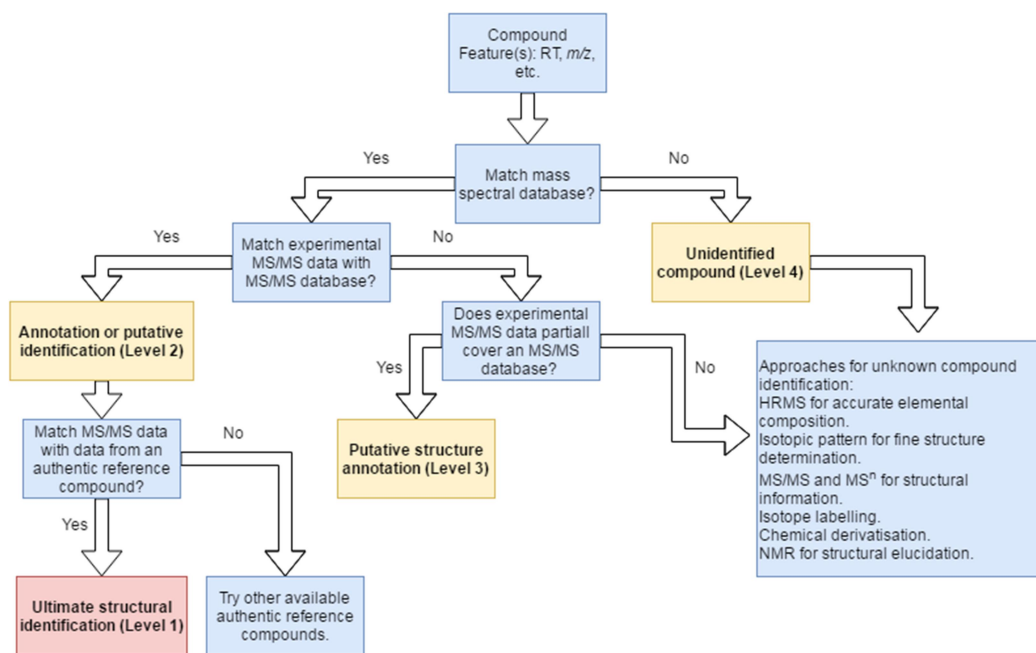 Compound
Feature(s): RT, m/z,
etc.
Yes
No
Match mass
spectral database?
Yes
Match experimental
MS/MS data with
MS/MS database?
No
Unidentified
compound (Level 4)
Annotation or putative
identification (Level 2)
Does experimental
MS/MS data partiall
cover an MS/MS
database?
Yes
No
Approaches for unknown compound
identification:
HRMS for accurate elemental
composition.
Isotopic pattern for fine structure
determination.
MS/MS and MSⁿ for structural
information.
Isotope labelling.
Chemical derivatisation.
NMR for structural elucidation.
Match MS/MS data
with data from an
authentic reference
compound?
No
Putative structure
annotation (Level 3)
Yes
Ultimate structural
identification (Level 1)
Try other available
authentic reference
compounds.